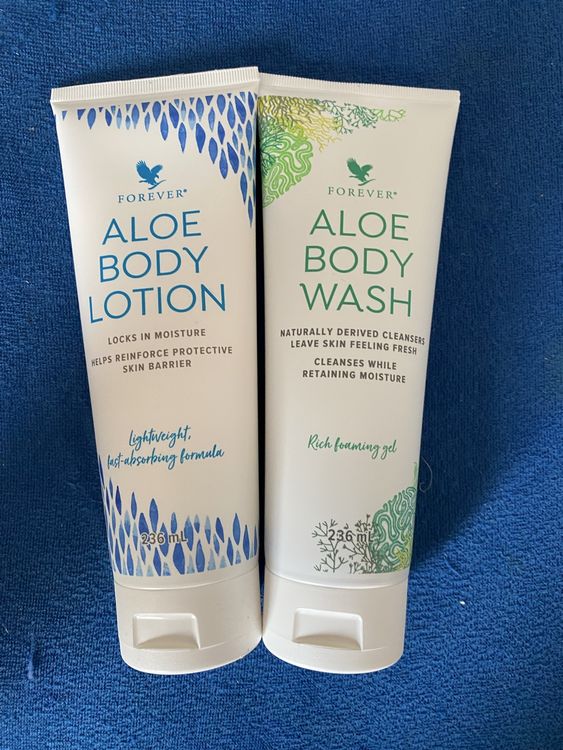 FOREVER®
ALOE
BODY
LOTION
LOCKS IN MOISTURE
HELPS REINFORCE PROTECTIVE
SKIN BARRIER
Lightweight,
fast-absorbing formula
236 mL
FOREVER®
ALOE
BODY
WASH
NATURALLY DERIVED CLEANSERS
LEAVE SKIN FEELING FRESH
CLEANSES WHILE
RETAINING MOISTURE
Rich foaming gel
236 mL